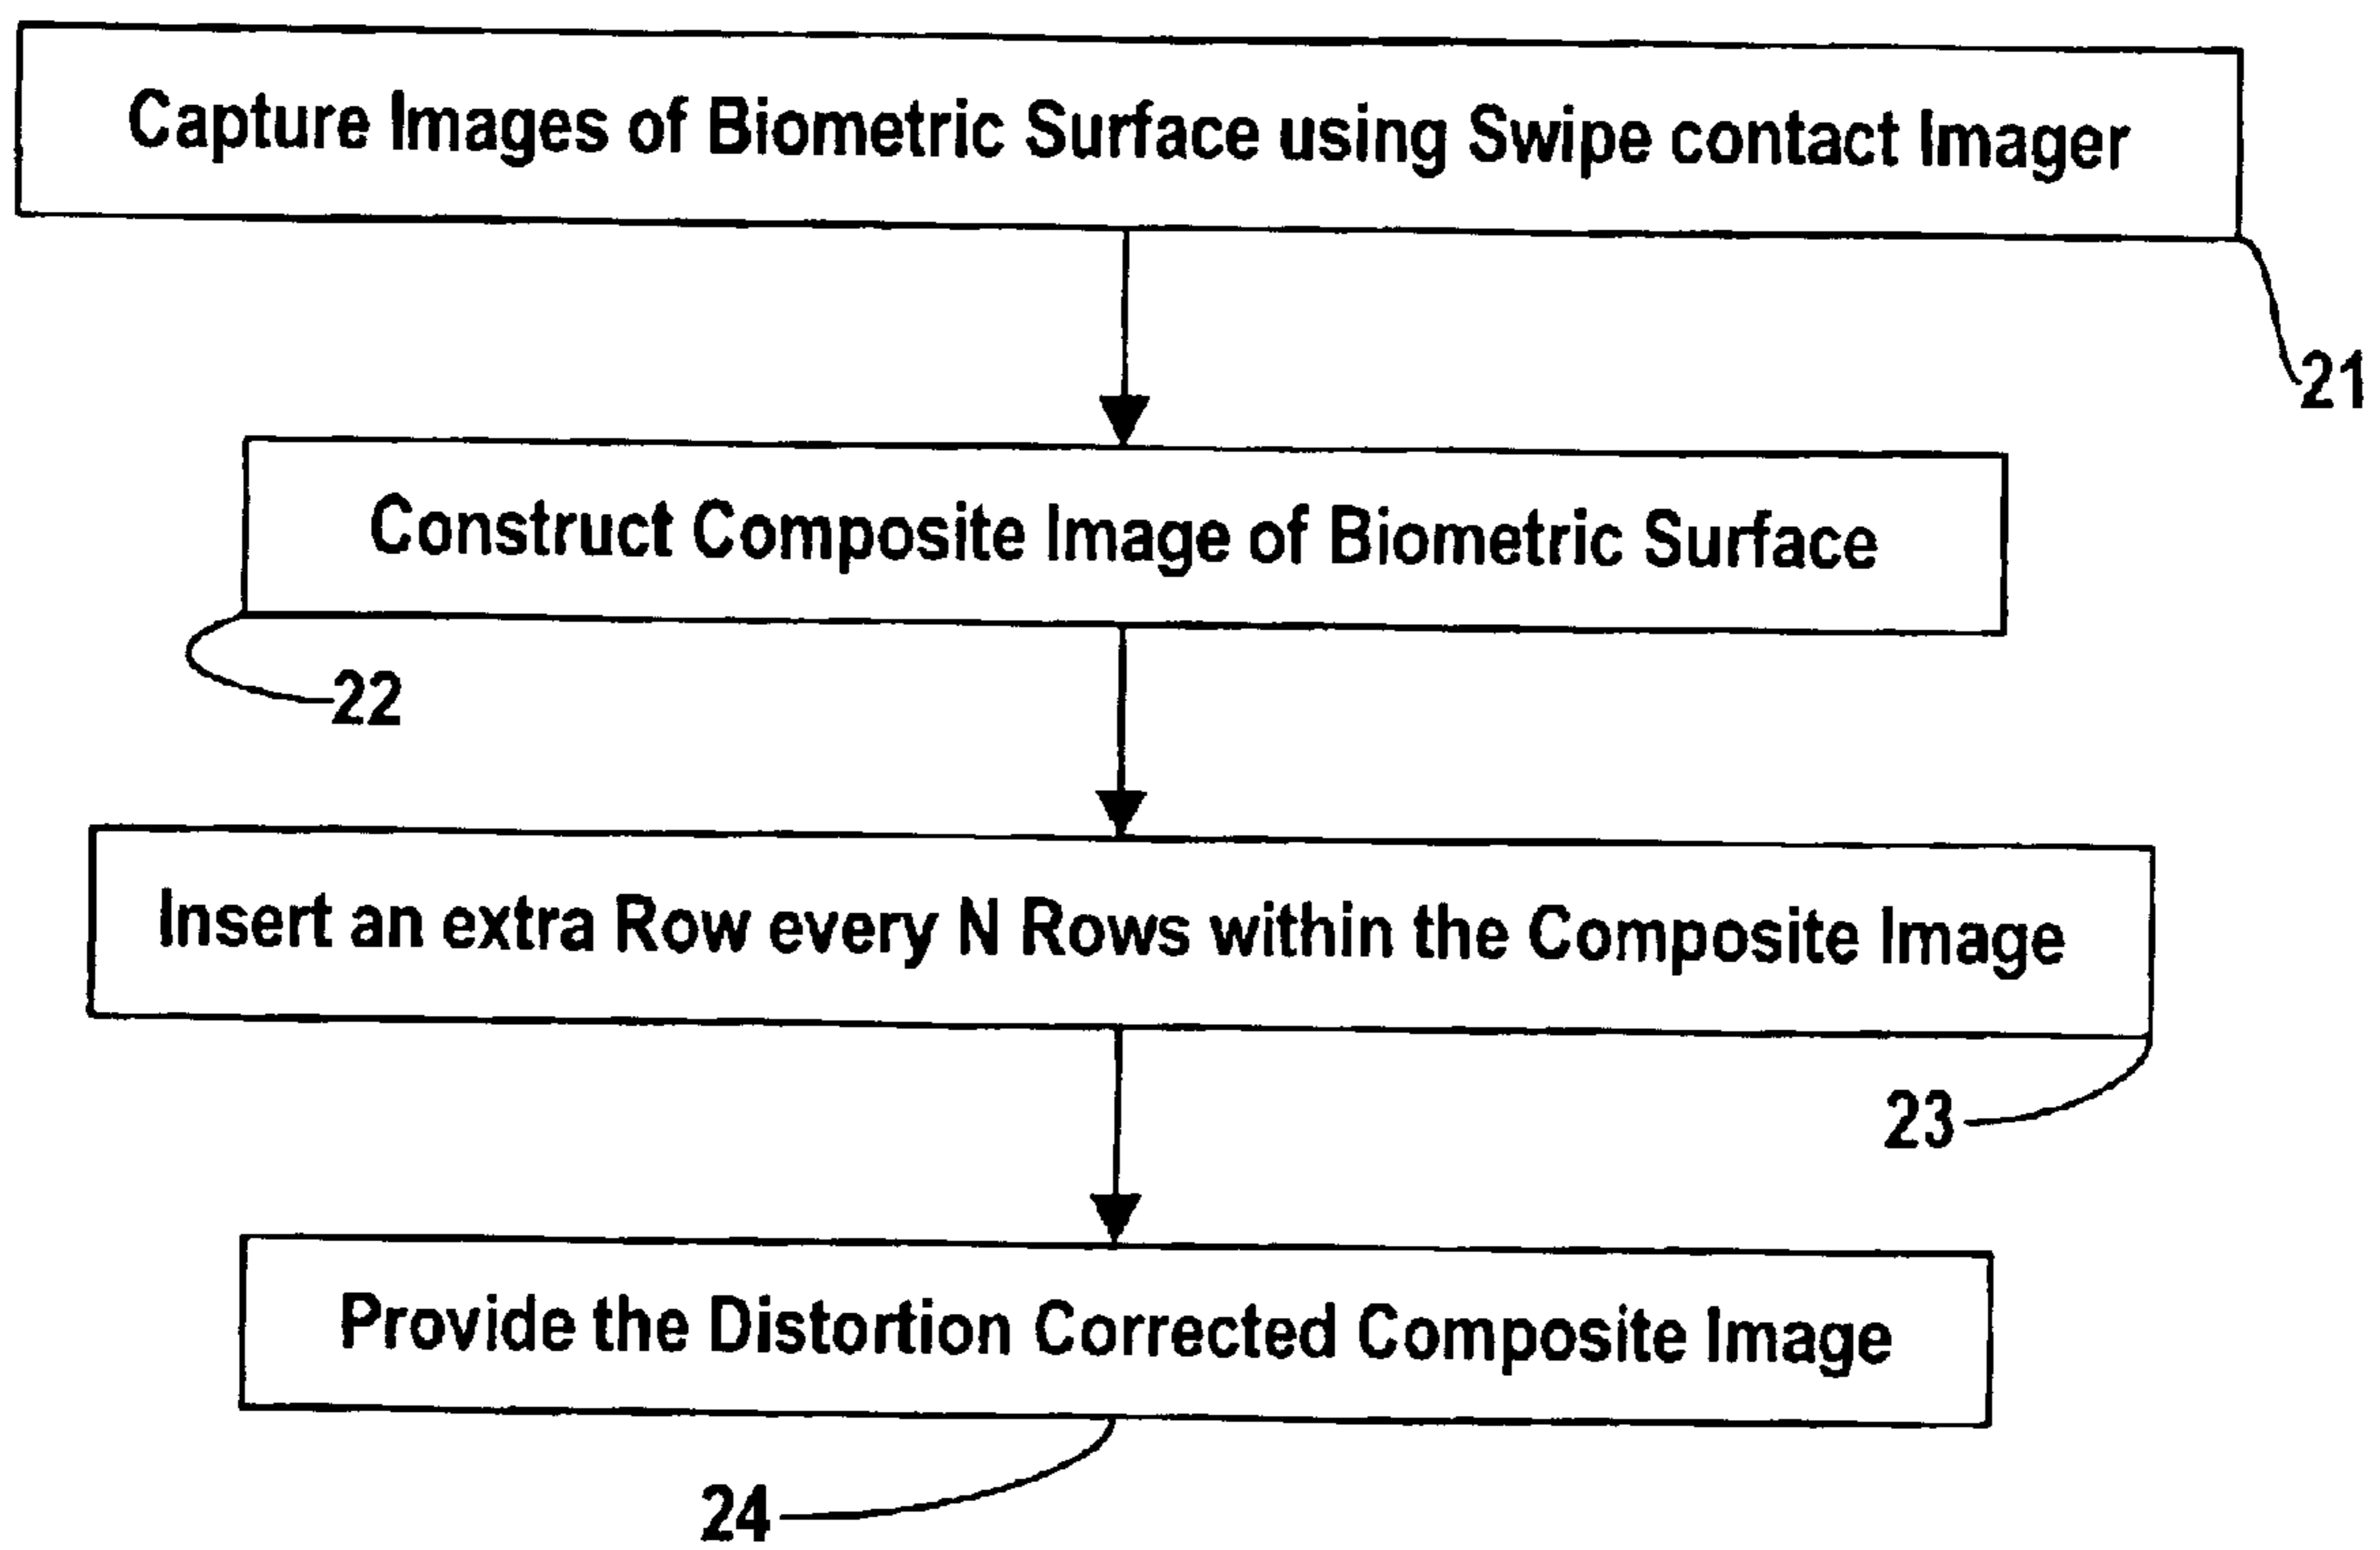 Capture Images of Biometric Surface using Swipe contact Imager
21
Construct Composite Image of Biometric Surface
22
Insert an extra Row every N Rows within the Composite Image
23
Provide the Distortion Corrected Composite Image
24